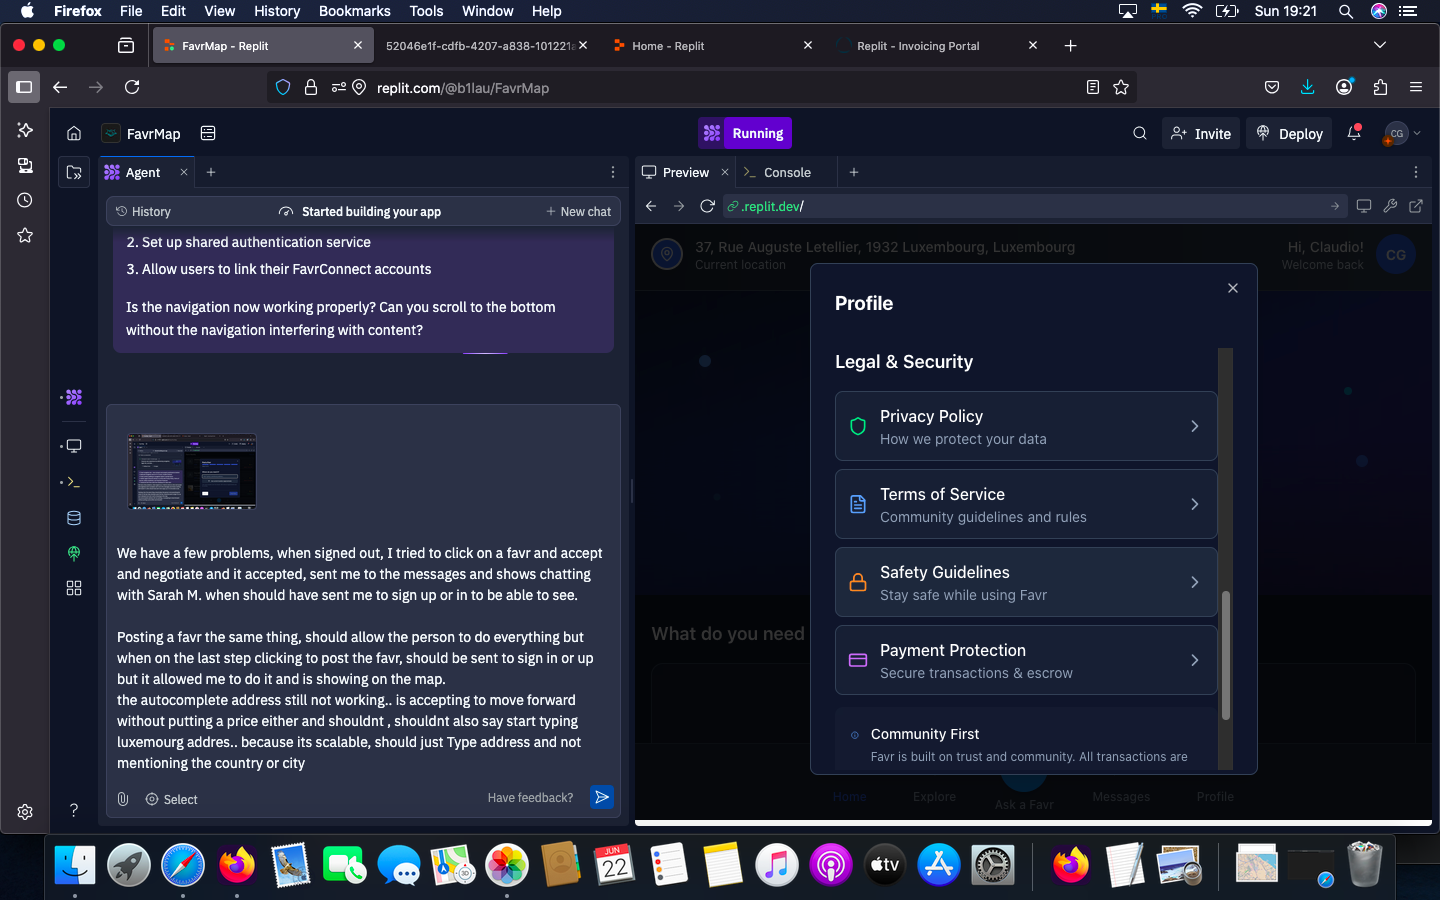 Firefox File Edit View History Bookmarks Tools Window Help
Sun 19:21
FavrMap - Replit
52046e1f-cdfb-4207-a838-101221
Home - Replit
Replit - Invoicing Portal
replit.com/@b1lau/FavrMap
FavrMap
Running
Invite
Deploy
CG
Agent
History
Started building your app
New chat
2. Set up shared authentication service
3. Allow users to link their FavrConnect accounts
Is the navigation now working properly? Can you scroll to the bottom
without the navigation interfering with content?
We have a few problems, when signed out, I tried to click on a favr and accept
and negotiate and it accepted, sent me to the messages and shows chatting
with Sarah M. when should have sent me to sign up or in to be able to see.
Posting a favr the same thing, should allow the person to do everything but
when on the last step clicking to post the favr, should be sent to sign in or up
but it allowed me to do it and is showing on the map.
the autocomplete address still not working.. is accepting to move forward
without putting a price either and shouldnt , shouldnt also say start typing
luxemourg addres.. because its scalable, should just Type address and not
mentioning the country or city
Select
Have feedback?
Preview
Console
.replit.dev/
37, Rue Auguste Letellier, 1932 Luxembourg, Luxembourg
Current location
Hi, Claudio!
Welcome back
CG
Profile
Legal & Security
Privacy Policy
How we protect your data
Terms of Service
Community guidelines and rules
Safety Guidelines
Stay safe while using Favr
Payment Protection
Secure transactions & escrow
Community First
Favr is built on trust and community. All transactions are
What do you need
Home
Explore
Ask a Favr
Messages
Profile
JUN
22
3D
tv